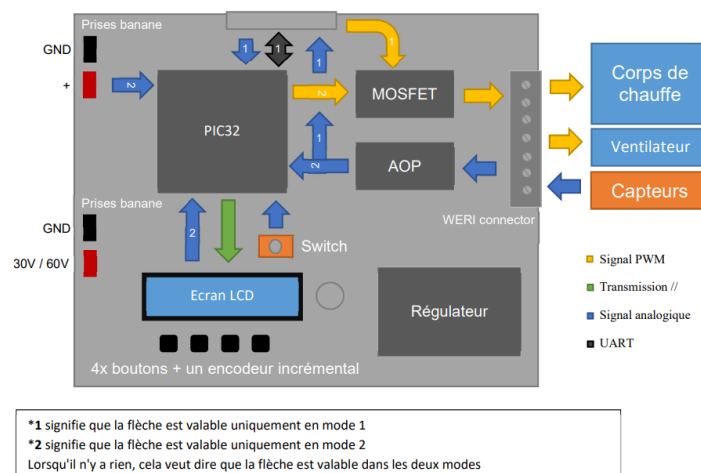 Prises banane
GND
+
2
1
1
1
1
2
MOSFET
PIC32
1
2
AOP
Corps de
chauffe
Ventilateur
Capteurs
WERI connector
Prises banane
GND
30V / 60V
2
Switch
Ecran LCD
Régulateur
4x boutons + un encodeur incrémental
Signal PWM
Transmission //
Signal analogique
UART
*1 signifie que la flèche est valable uniquement en mode 1
*2 signifie que la flèche est valable uniquement en mode 2
Lorsqu'il n'y a rien, cela veut dire que la flèche est valable dans les deux modes